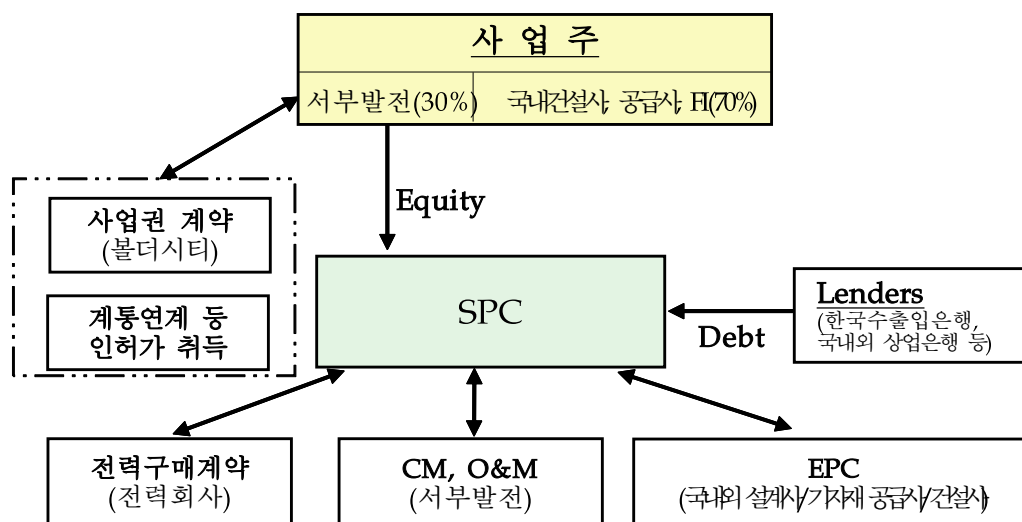 사 업 주
서부발전(30%) 국내건설사, 공급사, FI(70%)
Equity
사업권 계약
(볼더시티)
계통연계 등
인허가 취득
SPC
Debt
Lenders
(한국수출입은행,
국내외 상업은행 등)
전력구매계약
(전력회사)
CM, O&M
(서부발전)
EPC
(국내외 설계사/기자재 공급사/건설사)